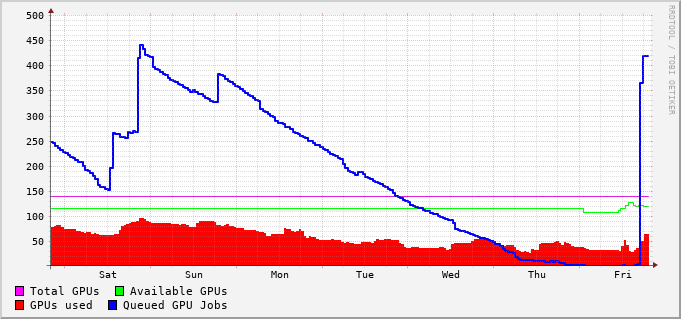 500
450
400
350
300
250
200
150
100
50
Sat Sun Mon Tue Wed Thu Fri
Total GPUs Available GPUs
GPUs used Queued GPU Jobs
RRDTOOL / TOBI OETIKER